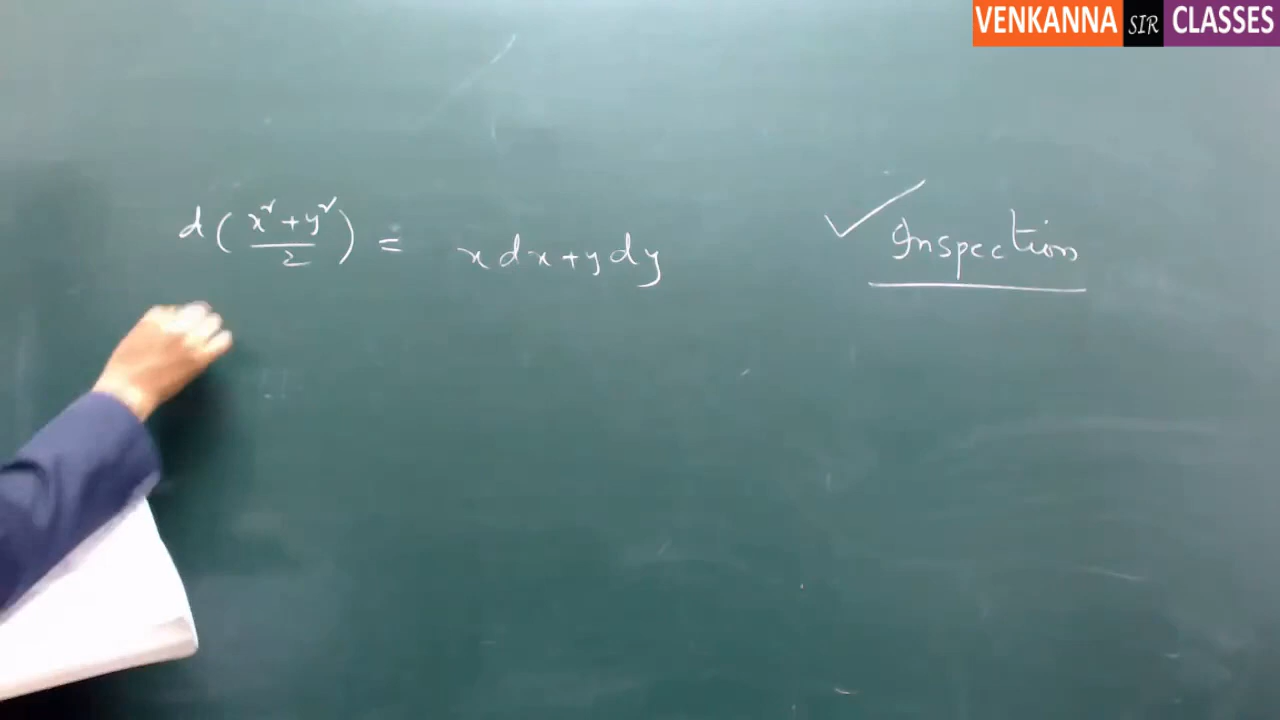 VENKANNA SIR CLASSES
d(x²+y²/2) = xdx+ydy
✓ Inspection